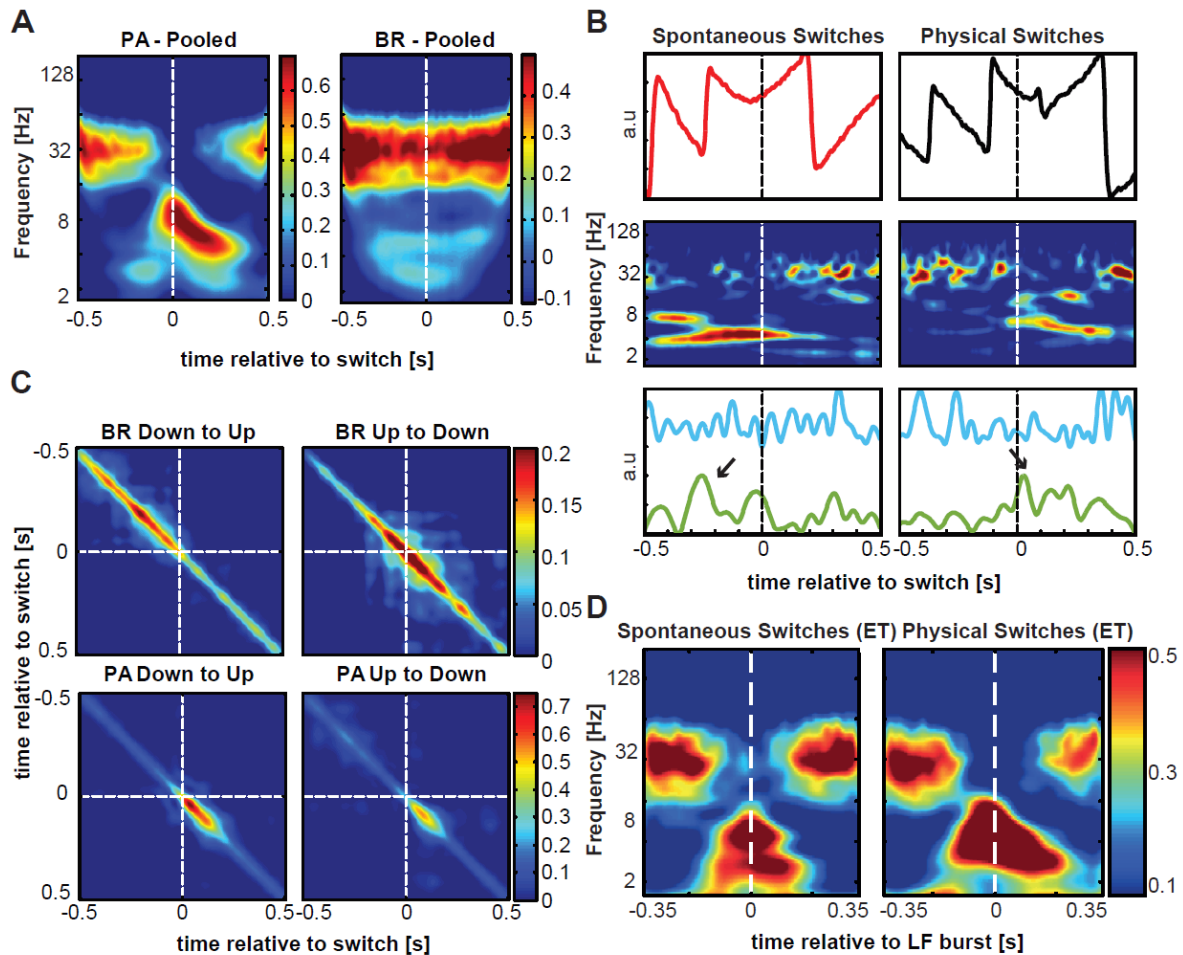 A
PA - Pooled
BR - Pooled
Frequency [Hz]
128
32
8
2
0.6
0.5
0.4
0.3
0.2
0.1
0
0.4
0.3
0.2
0.1
0
-0.1
-0.5 0 0.5
-0.5 0 0.5
time relative to switch [s]
B
Spontaneous Switches
Physical Switches
a.u
Frequency [Hz]
128
32
8
2
a.u
-0.5 0 0.5
-0.5 0 0.5
time relative to switch [s]
C
BR Down to Up
BR Up to Down
time relative to switch [s]
-0.5
0
0.5
0.2
0.15
0.1
0.05
0
PA Down to Up
PA Up to Down
-0.5
0
0.5
0.7
0.6
0.5
0.4
0.3
0.2
0.1
0
-0.5 0 0.5
-0.5 0 0.5
time relative to switch [s]
D
Spontaneous Switches (ET)
Physical Switches (ET)
Frequency [Hz]
128
32
8
2
0.5
0.3
0.1
-0.35 0 0.35
-0.35 0 0.35
time relative to LF burst [s]